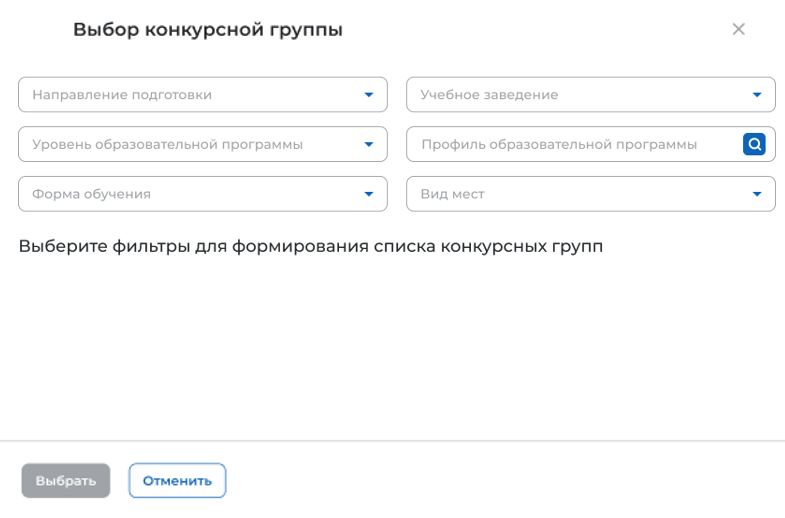 Выбор конкурсной группы
Направление подготовки
Учебное заведение
Уровень образовательной программы
Профиль образовательной программы
Форма обучения
Вид мест
Выберите фильтры для формирования списка конкурсных групп
Выбрать
Отменить